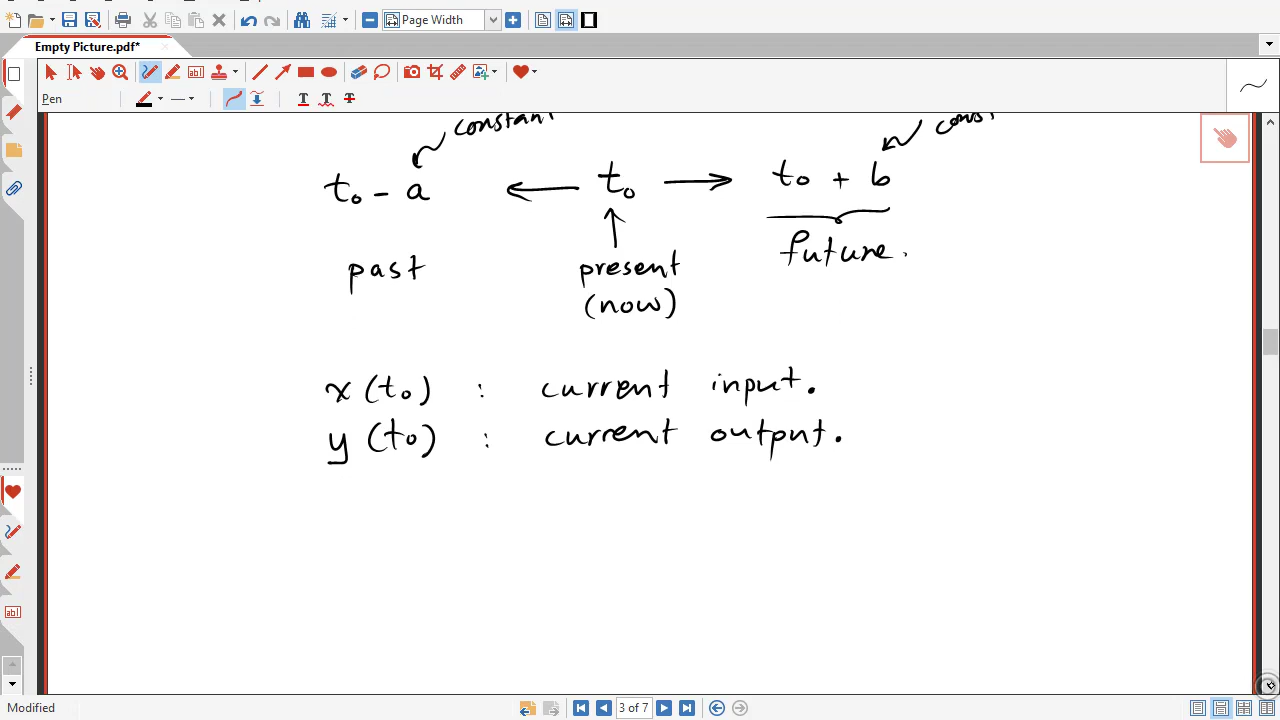 Page Width
Empty Picture.pdf*
Pen
constant
t₀ - a ← t₀ → t₀ + b
past
present
(now)
future.
x(t₀) : current input.
y(t₀) : current output.
Modified
3 of 7